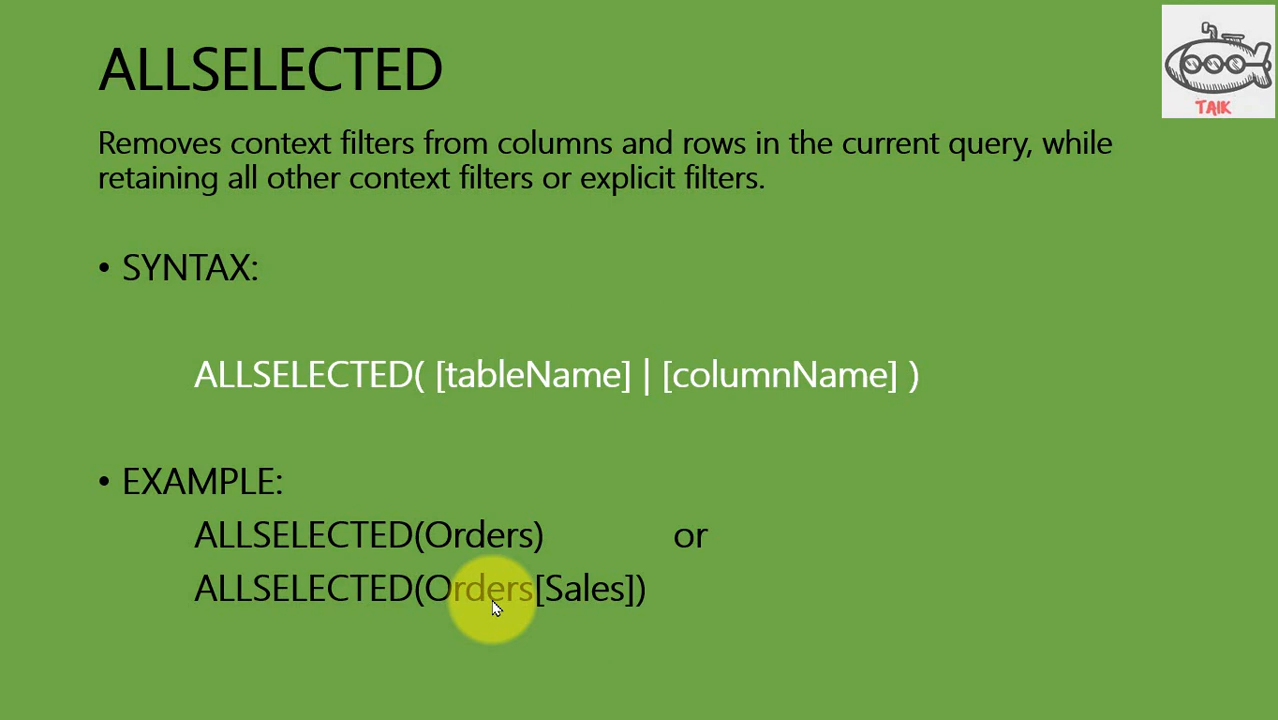 ALLSELECTED
TAIK
Removes context filters from columns and rows in the current query, while
retaining all other context filters or explicit filters.
• SYNTAX:
ALLSELECTED( [tableName] | [columnName] )
• EXAMPLE:
ALLSELECTED(Orders) or
ALLSELECTED(Orders[Sales])